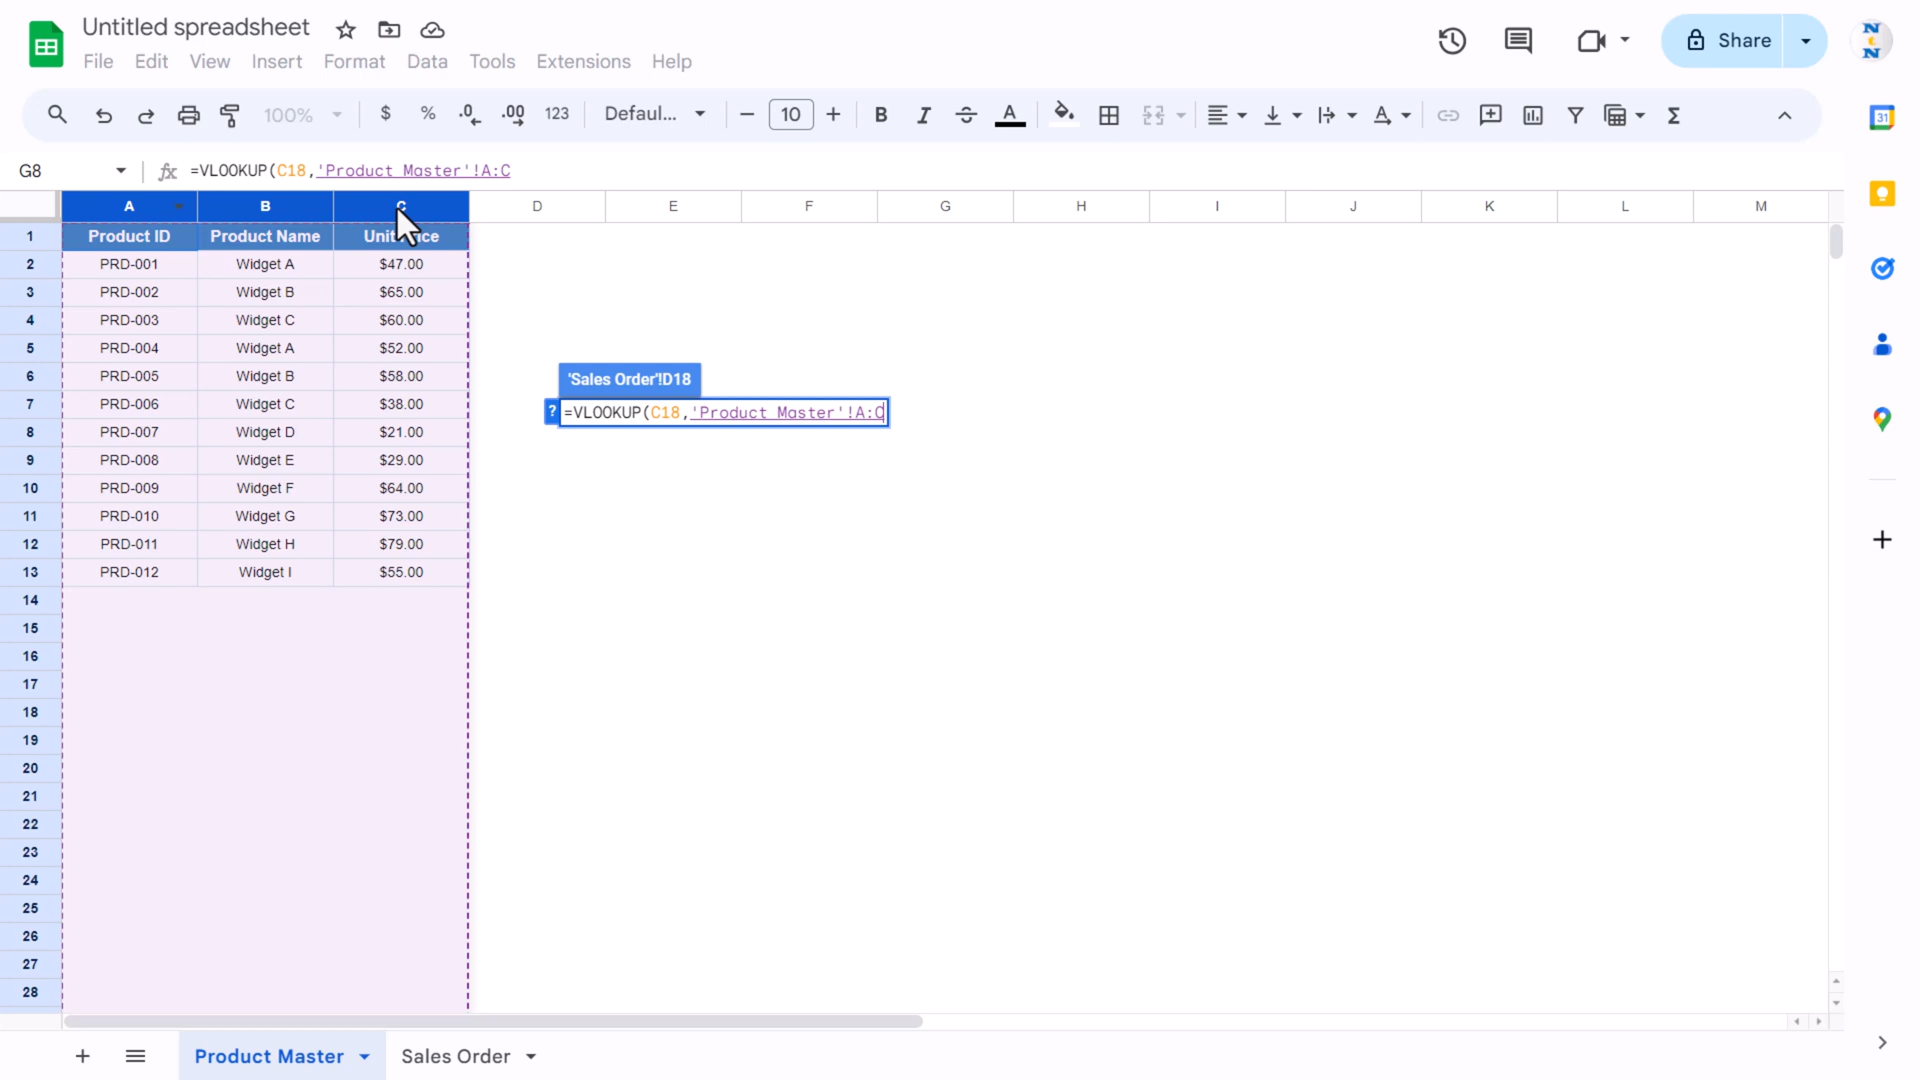 Untitled spreadsheet
File Edit View Insert Format Data Tools Extensions Help
Share
N
N
100% $ % .0 .00 123 Defaul... − 10 + B I S A Σ
31
G8 fx =VLOOKUP(C18,'Product Master'!A:C
A B C D E F G H I J K L M
1 Product ID Product Name Unit Price
2 PRD-001 Widget A $47.00
3 PRD-002 Widget B $65.00
4 PRD-003 Widget C $60.00
5 PRD-004 Widget A $52.00
6 PRD-005 Widget B $58.00
'Sales Order'!D18
7 PRD-006 Widget C $38.00
? =VLOOKUP(C18,'Product Master'!A:C
8 PRD-007 Widget D $21.00
9 PRD-008 Widget E $29.00
10 PRD-009 Widget F $64.00
11 PRD-010 Widget G $73.00
12 PRD-011 Widget H $79.00
13 PRD-012 Widget I $55.00
14
15
16
17
18
19
20
21
22
23
24
25
26
27
28
Product Master Sales Order